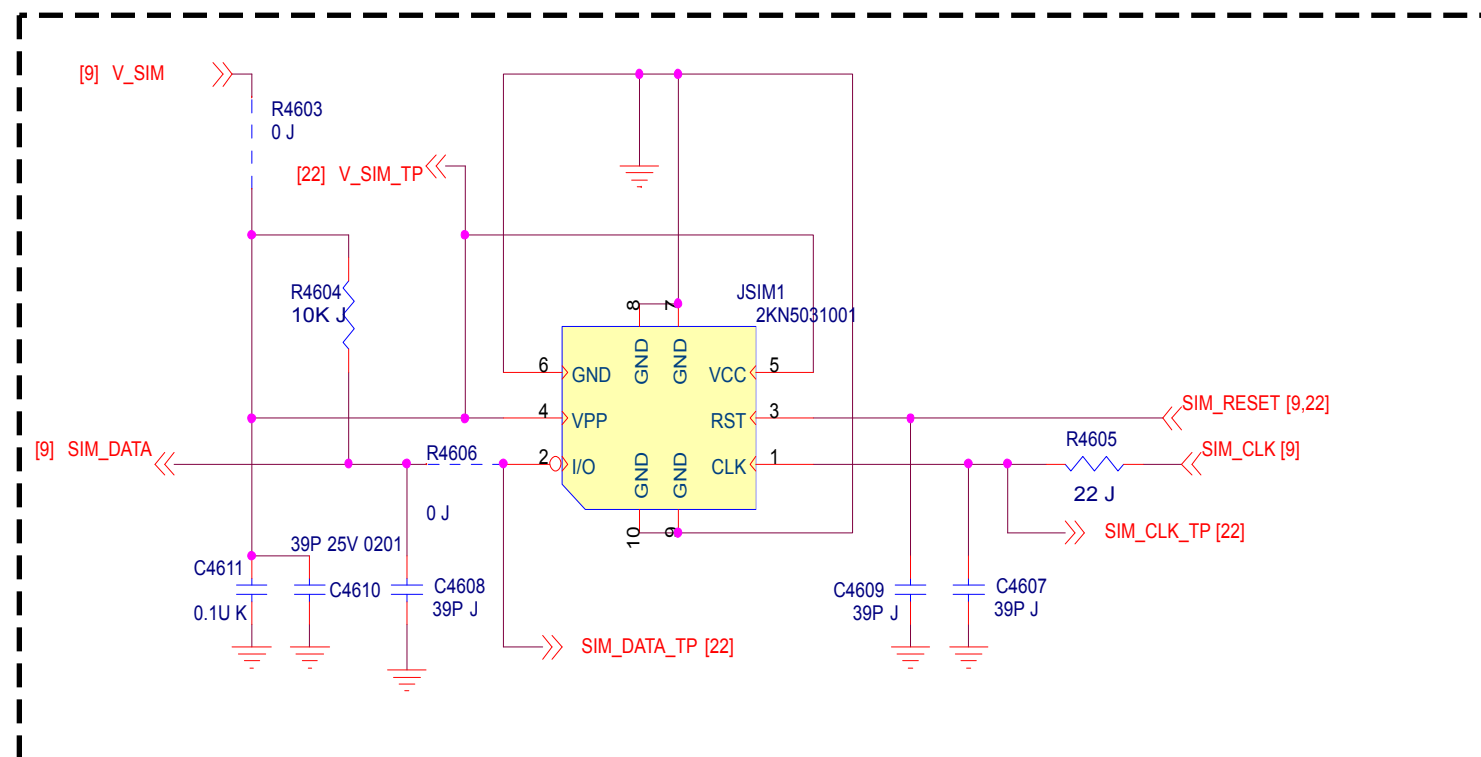 [9] V_SIM
R4603
0 J
[22] V_SIM_TP
R4604
10K J
JSIM1
2KN5031001
8
7
GND
GND
6
GND
VCC
5
4
VPP
RST
3
SIM_RESET [9,22]
[9] SIM_DATA
R4606
0 J
2
I/O
CLK
1
R4605
22 J
SIM_CLK [9]
GND
GND
10
9
SIM_CLK_TP [22]
39P 25V 0201
C4611
0.1U K
C4610
C4608
39P J
C4609
39P J
C4607
39P J
SIM_DATA_TP [22]